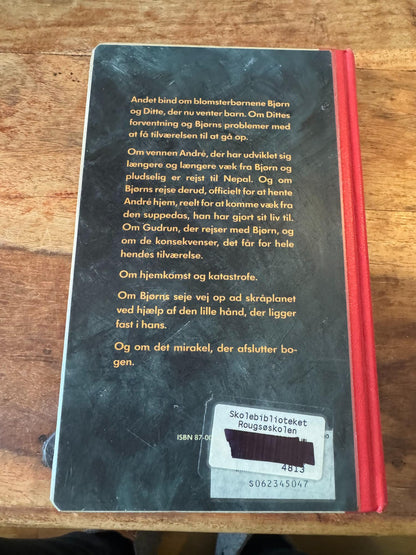 Andet bind om blomsterbørnene Bjørn
og Ditte, der nu venter barn. Om Dittes
forventning og Bjørns problemer med
at få tilværelsen til at gå op.
Om vennen André, der har udviklet sig
længere og længere væk fra Bjørn og
pludselig er rejst til Nepal. Og om
Bjørns rejse derud, officielt for at hente
André hjem, reelt for at komme væk fra
den suppedas, han har gjort sit liv til.
Om Gudrun, der rejser med Bjørn, og
om de konsekvenser, det får for hele
hendes tilværelse.
Om hjemkomst og katastrofe.
Om Bjørns seje vej op ad skråplanet
ved hjælp af den lille hånd, der ligger
fast i hans.
Og om det mirakel, der afslutter bo-
gen.
Skolebiblioteket
Rougsøskolen
ISBN 87-00
4813
S062345047